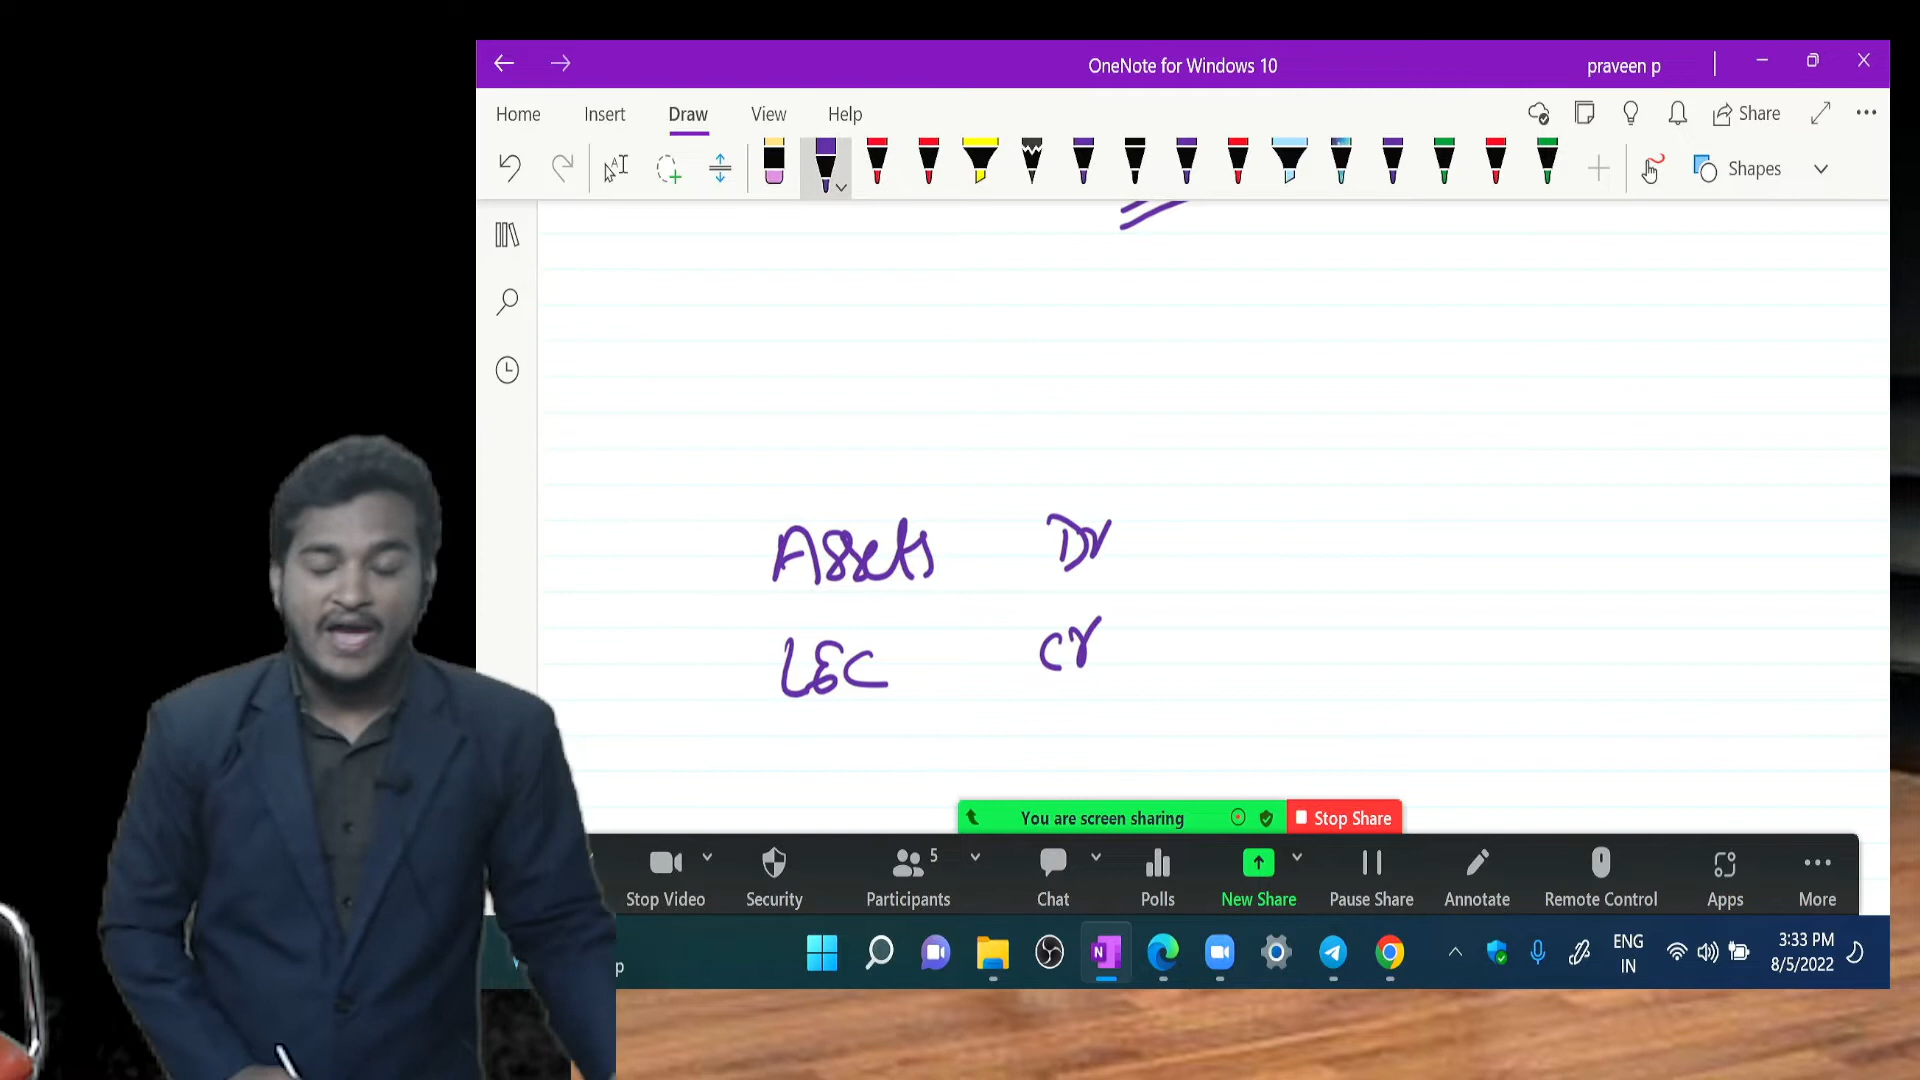 OneNote for Windows 10
praveen p
Home Insert Draw View Help
Share
Shapes
Assets Dr
L&C Cr
You are screen sharing
Stop Share
5
Stop Video Security Participants Chat Polls New Share Pause Share Annotate Remote Control Apps More
p
ENG
IN
3:33 PM
8/5/2022